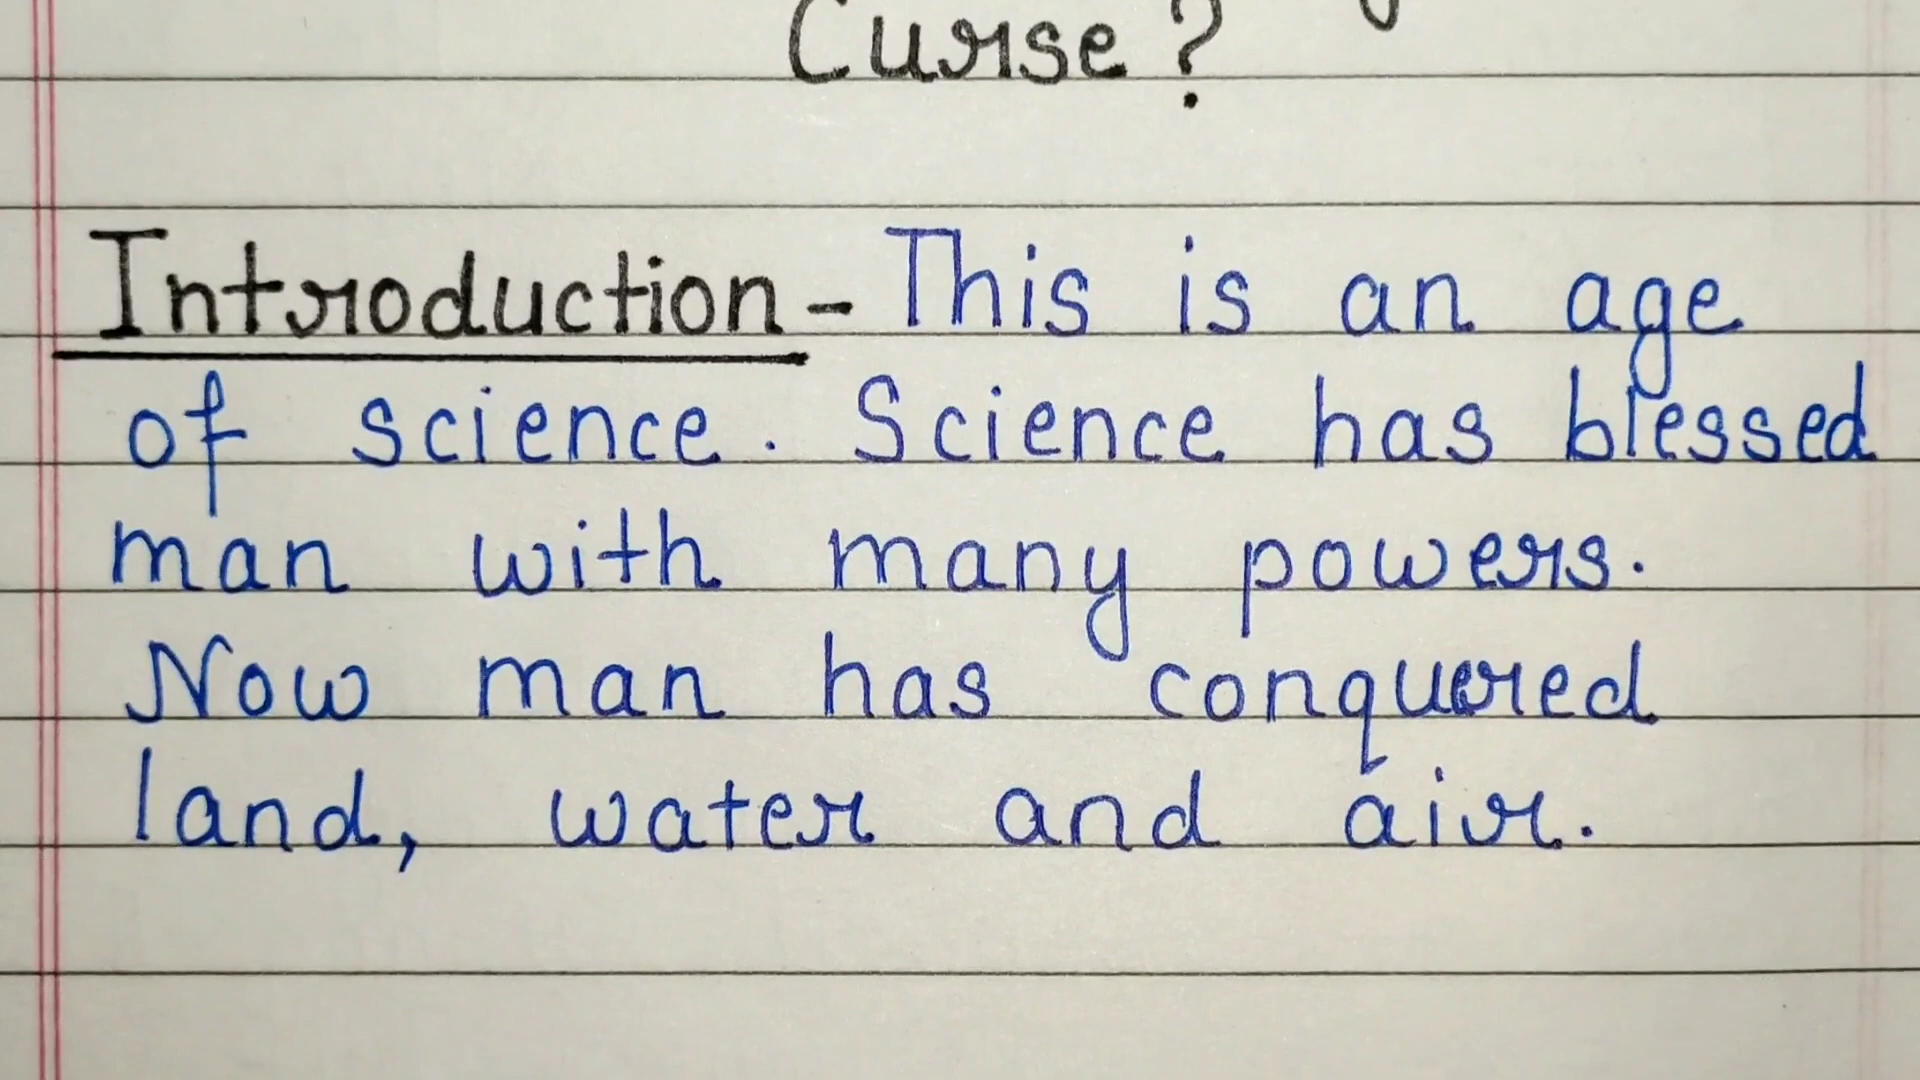 Curse?
Introduction - This is an age
of science. Science has blessed
man with many powers.
Now man has conquered
land, water and air.